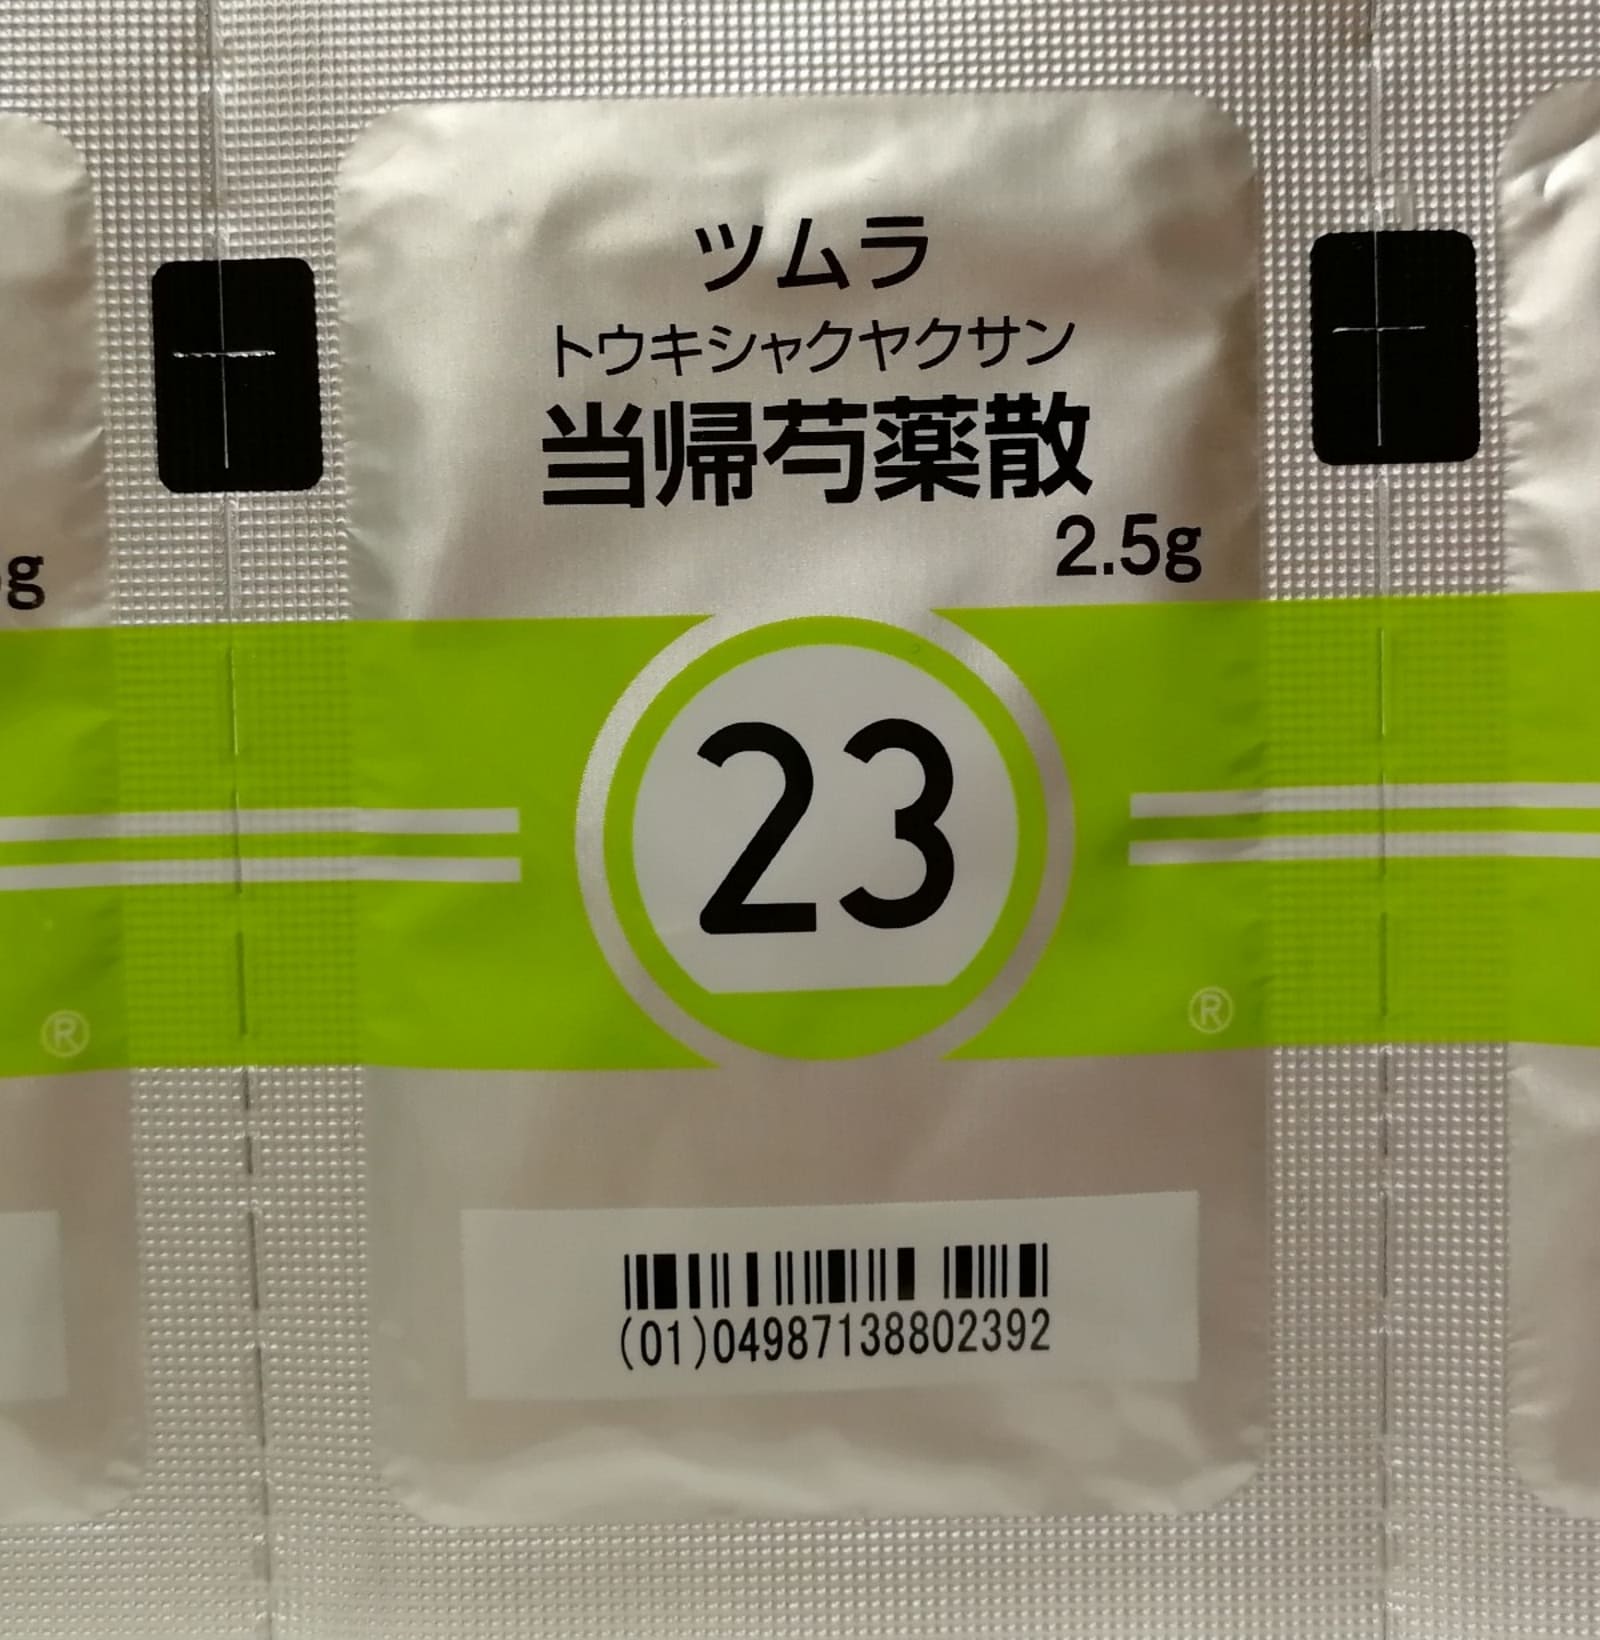 ツムラ
トウキシャクヤクサン
当帰芍薬散
2.5g
g
23
®
®
(01)04987138802392